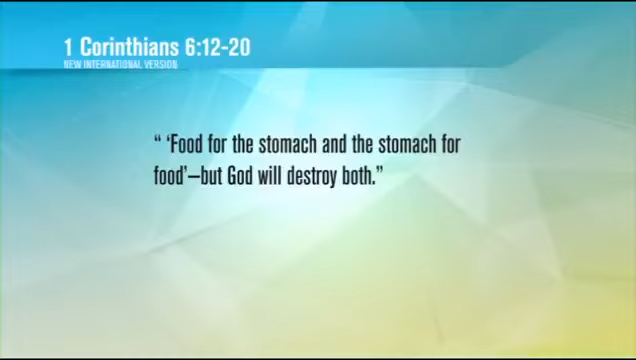 1 Corinthians 6:12-20
NEW INTERNATIONAL VERSION
“ ‘Food for the stomach and the stomach for
food’—but God will destroy both.”